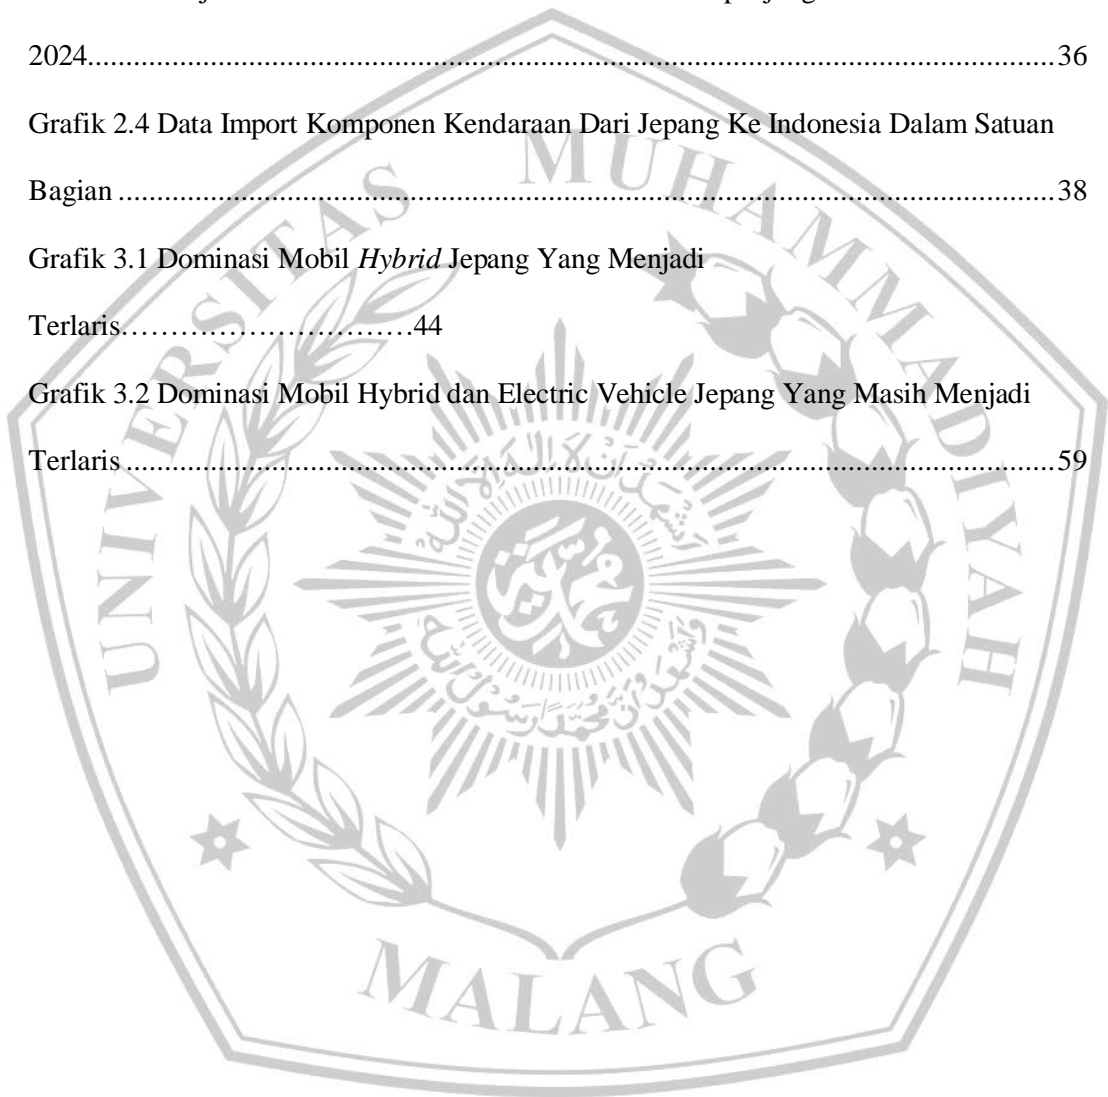 2024..........................................................................................................36
Grafik 2.4 Data Import Komponen Kendaraan Dari Jepang Ke Indonesia Dalam Satuan
Bagian.......................................................................................................38
Grafik 3.1 Dominasi Mobil Hybrid Jepang Yang Menjadi
Terlaris…………………………44
Grafik 3.2 Dominasi Mobil Hybrid dan Electric Vehicle Jepang Yang Masih Menjadi
Terlaris......................................................................................................59
UNIVERSITAS MUHAMMADIYAH
MALANG